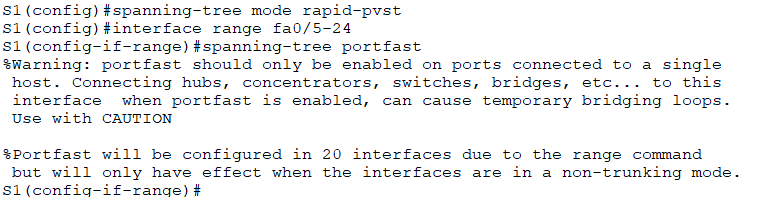 S1(config)#spanning-tree mode rapid-pvst
S1(config)#interface range fa0/5-24
S1(config-if-range)#spanning-tree portfast
%Warning: portfast should only be enabled on ports connected to a single
host. Connecting hubs, concentrators, switches, bridges, etc... to this
interface  when portfast is enabled, can cause temporary bridging loops.
Use with CAUTION

%Portfast will be configured in 20 interfaces due to the range command
but will only have effect when the interfaces are in a non-trunking mode.
S1(config-if-range)#